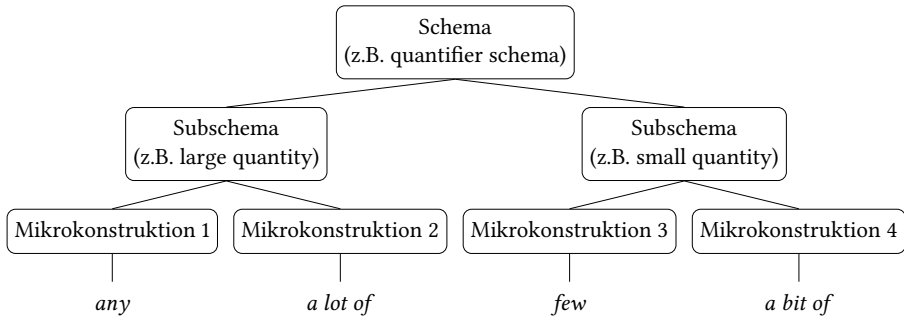 Schema
(z.B. quantifier schema)
Subschema
(z.B. large quantity)
Subschema
(z.B. small quantity)
Mikrokonstruktion 1
Mikrokonstruktion 2
Mikrokonstruktion 3
Mikrokonstruktion 4
any
a lot of
few
a bit of